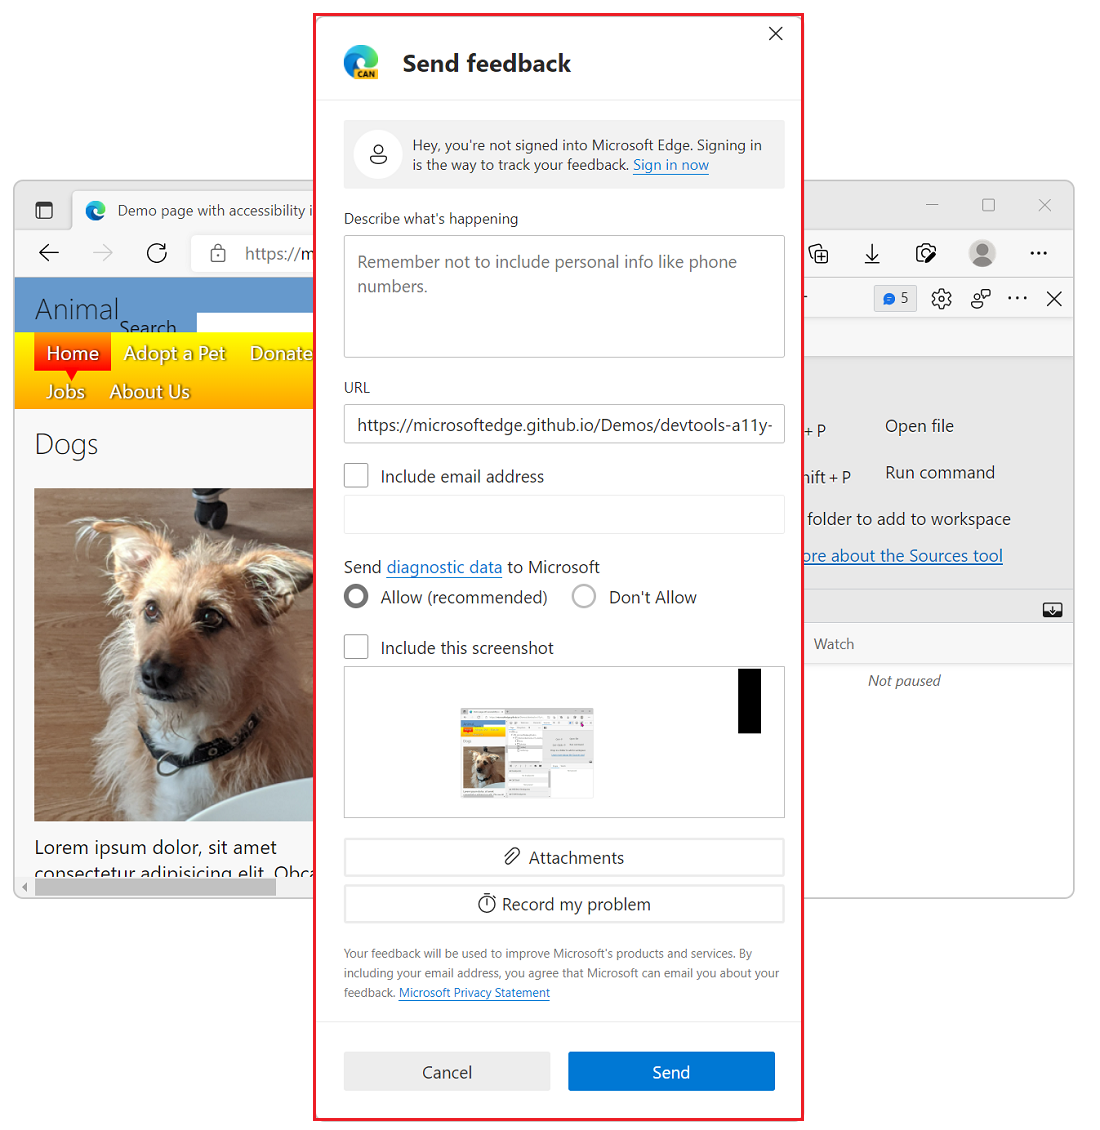 CAN
Send feedback
Hey, you're not signed into Microsoft Edge. Signing in
is the way to track your feedback. Sign in now
Describe what's happening
Remember not to include personal info like phone
numbers.
URL
https://microsoftedge.github.io/Demos/devtools-a11y-
Include email address
Send diagnostic data to Microsoft
Allow (recommended)
Don't Allow
Include this screenshot
Attachments
Record my problem
Your feedback will be used to improve Microsoft's products and services. By
including your email address, you agree that Microsoft can email you about your
feedback. Microsoft Privacy Statement
Cancel
Send
Demo page with accessibility i
https://m
Animal
Search
Home
Adopt a Pet
Donate
Jobs
About Us
Dogs
Lorem ipsum dolor, sit amet
consectetur adipisicing elit. Obca
5
+ P
Open file
hift + P
Run command
folder to add to workspace
ore about the Sources tool
Watch
Not paused